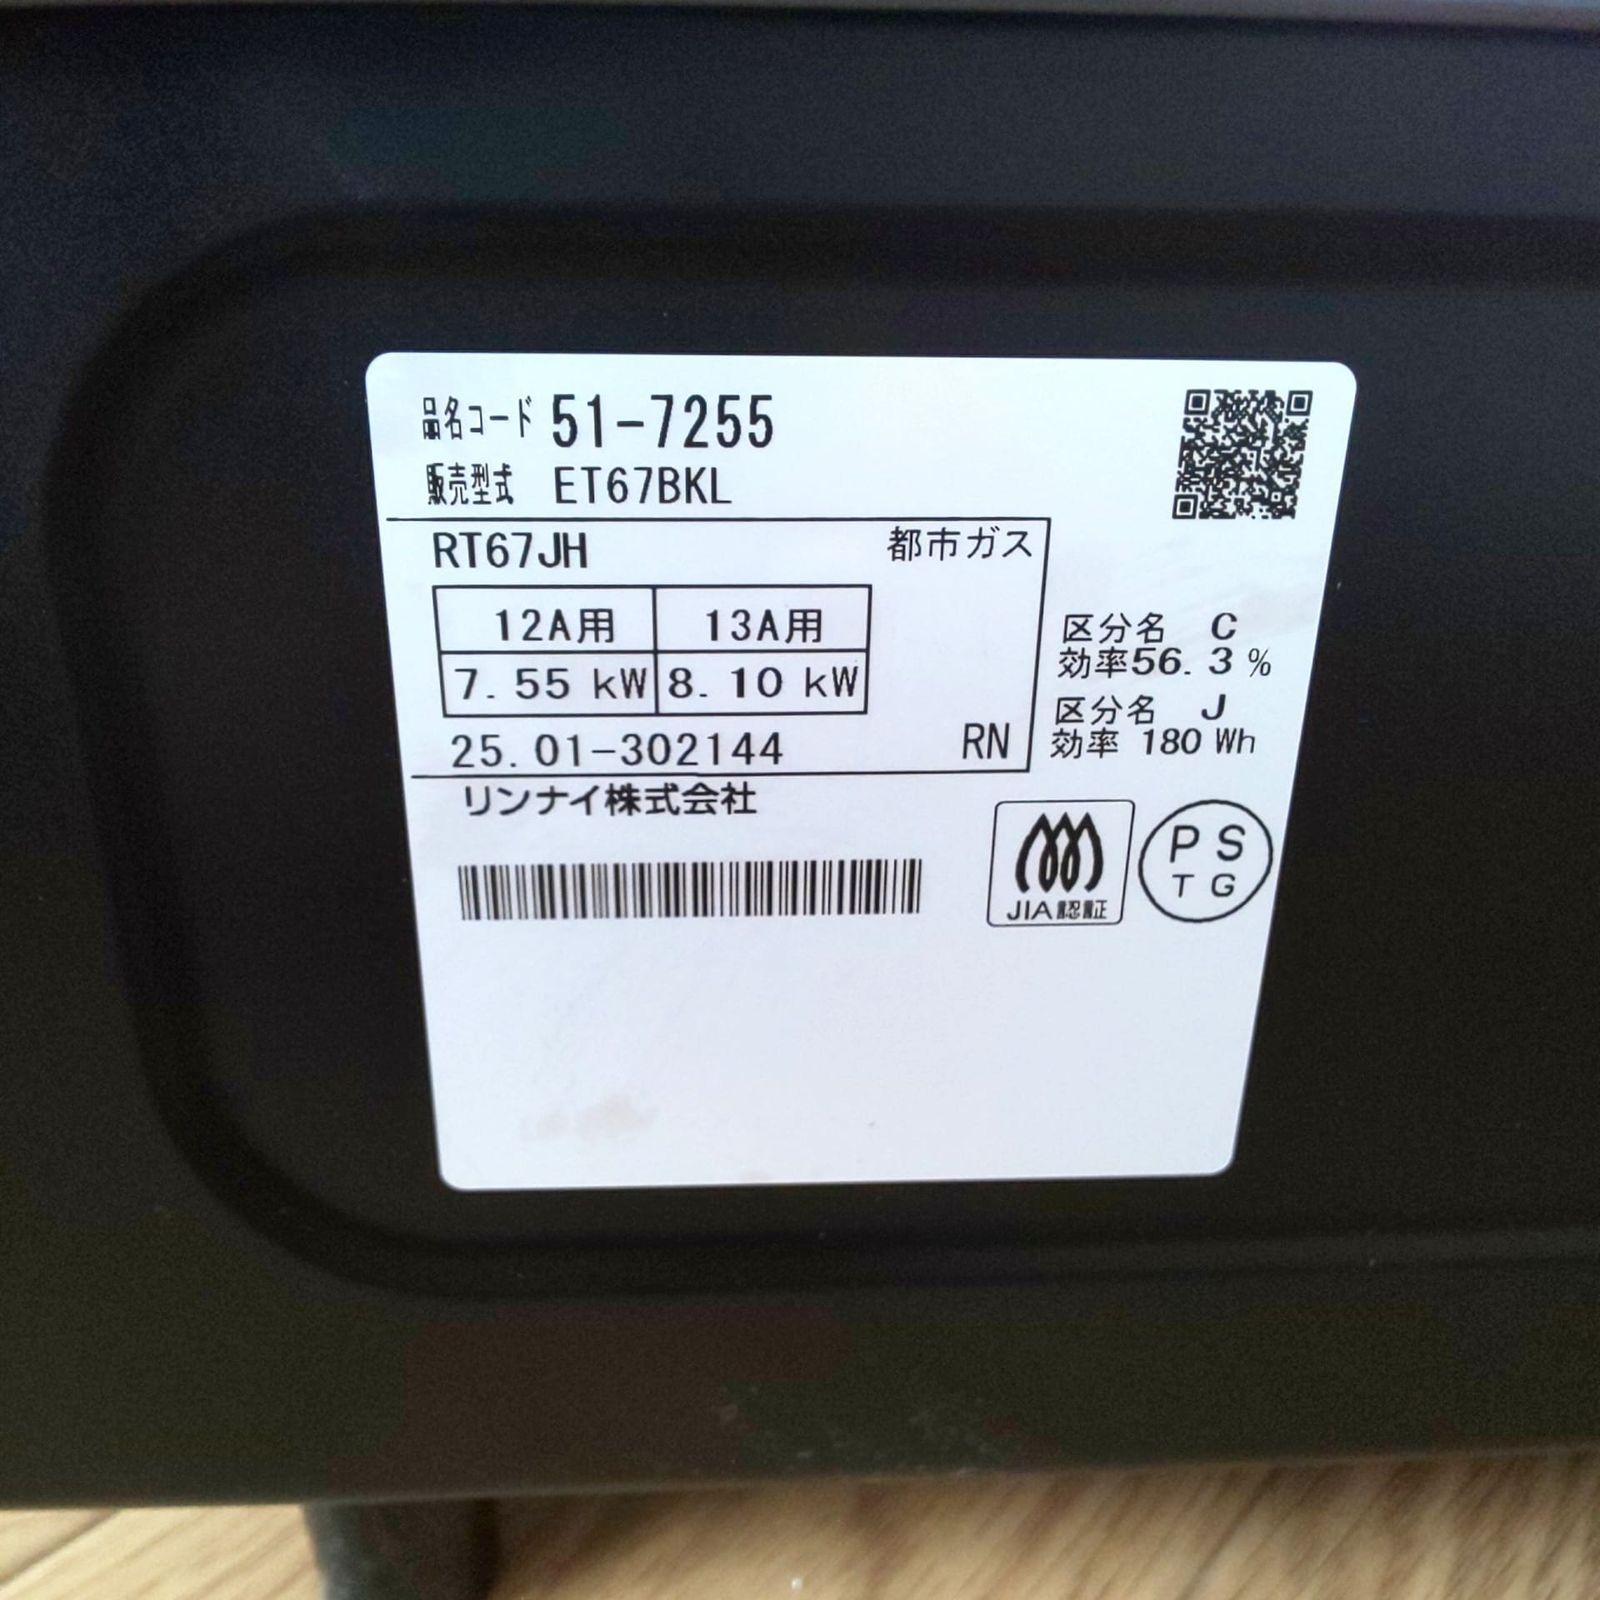 品名コード 51-7255
販売型式 ET67BKL
RT67JH 都市ガス
12A用 13A用
7.55 kW 8.10 kW
25.01-302144 RN
リンナイ株式会社
区分名 C
効率56.3%
区分名 J
効率 180 Wh
JIA認証
PS
TG